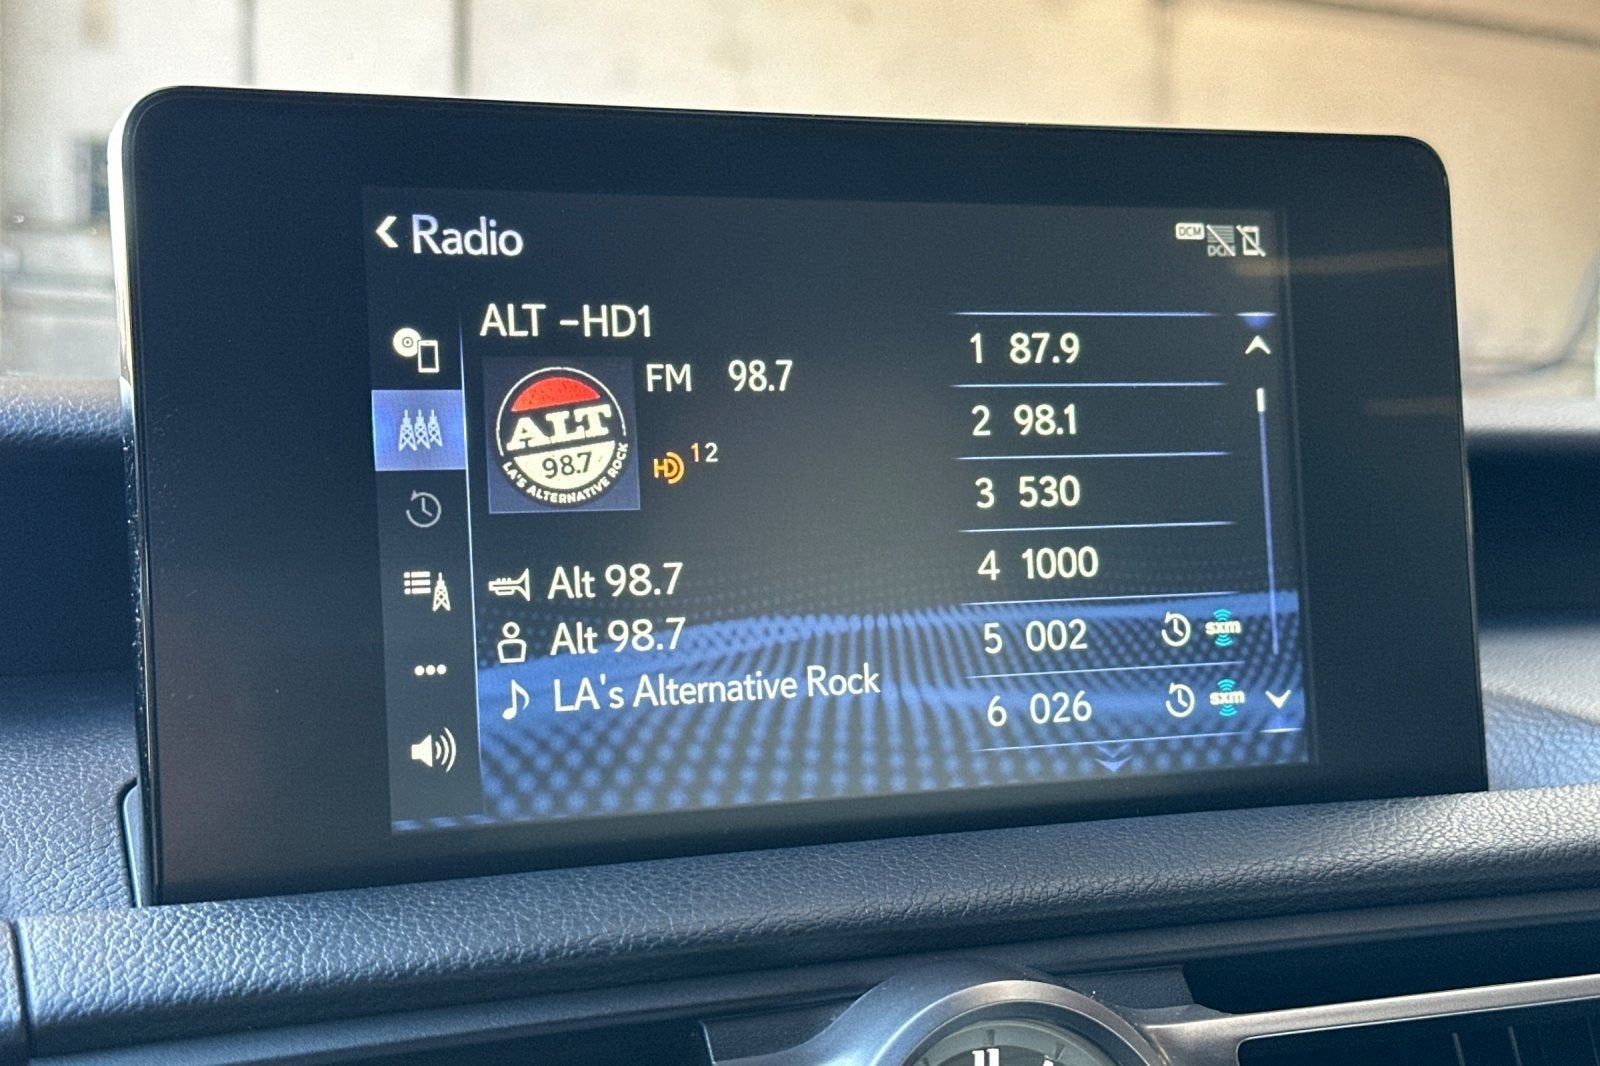 Radio
DCM
DCM
ALT -HD1
ALT
98.7
LA'S ALTERNATIVE ROCK
FM 98.7
HD 1 2
Alt 98.7
Alt 98.7
LA's Alternative Rock
1 87.9
2 98.1
3 530
4 1000
5 002 sxm
6 026 sxm